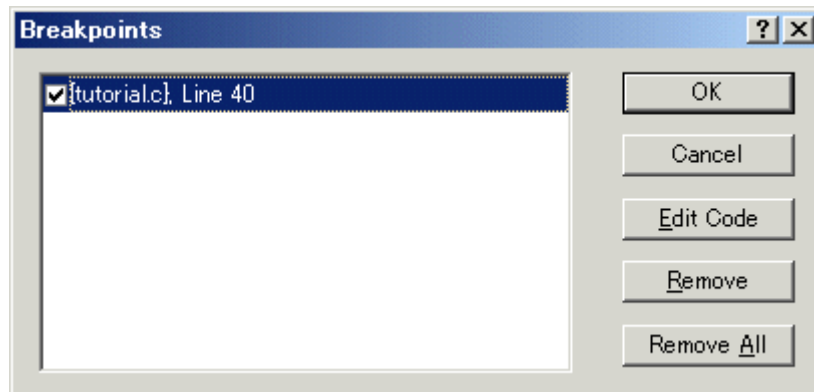 Breakpoints
{tutorial.c}, Line 40
OK
Cancel
Edit Code
Remove
Remove All